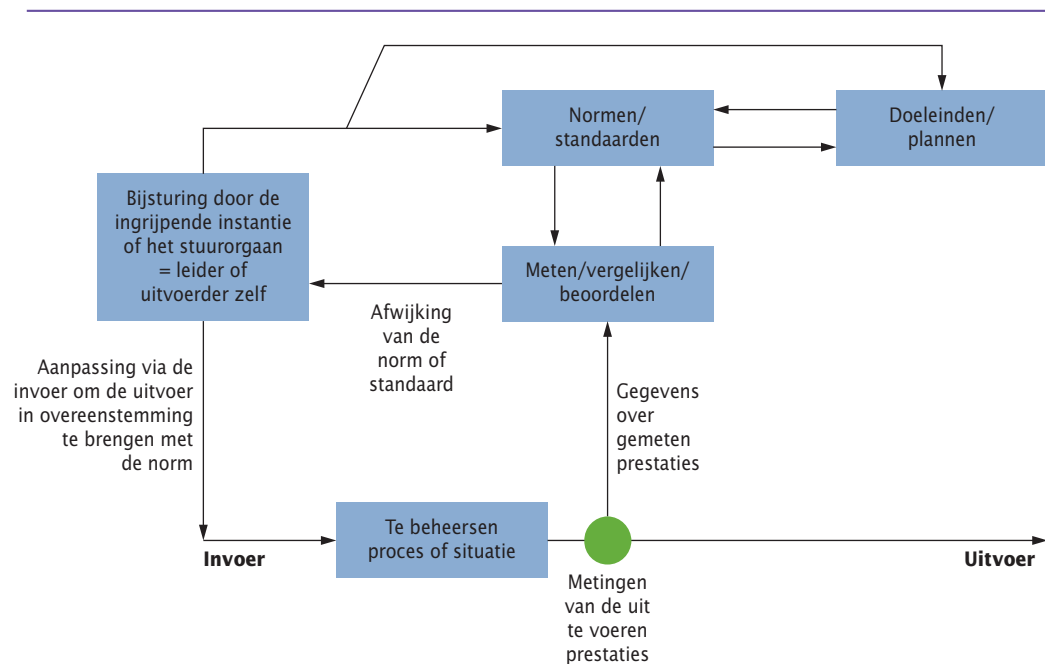 Normen/
standaarden
Doeleinden/
plannen
Bijsturing door de
ingrijpende instantie
of het stuurorgaan
= leider of
uitvoerder zelf
Meten/vergelijken/
beoordelen
Afwijking
van de
norm of
standaard
Aanpassing via de
invoer om de uitvoer
in overeenstemming
te brengen met
de norm
Gegevens
over
gemeten
prestaties
Te beheersen
proces of situatie
Invoer
Uitvoer
Metingen
van de uit
te voeren
prestaties